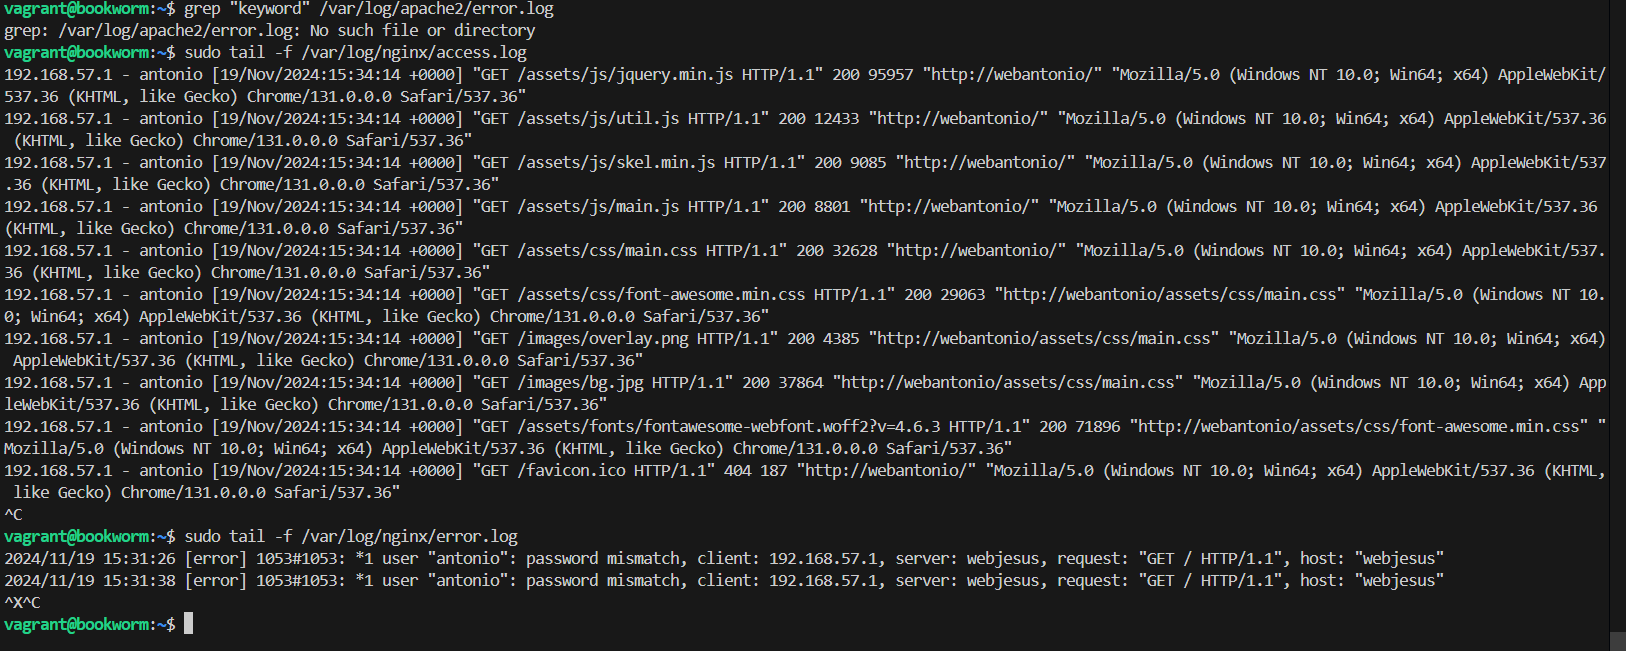 vagrant@bookworm:~$ grep "keyword" /var/log/apache2/error.log
grep: /var/log/apache2/error.log: No such file or directory
vagrant@bookworm:~$ sudo tail -f /var/log/nginx/access.log
192.168.57.1 - antonio [19/Nov/2024:15:34:14 +0000] "GET /assets/js/jquery.min.js HTTP/1.1" 200 95957 "http://webantonio/" "Mozilla/5.0 (Windows NT 10.0; Win64; x64) AppleWebKit/
537.36 (KHTML, like Gecko) Chrome/131.0.0.0 Safari/537.36"
192.168.57.1 - antonio [19/Nov/2024:15:34:14 +0000] "GET /assets/js/util.js HTTP/1.1" 200 12433 "http://webantonio/" "Mozilla/5.0 (Windows NT 10.0; Win64; x64) AppleWebKit/537.36
 (KHTML, like Gecko) Chrome/131.0.0.0 Safari/537.36"
192.168.57.1 - antonio [19/Nov/2024:15:34:14 +0000] "GET /assets/js/skel.min.js HTTP/1.1" 200 9085 "http://webantonio/" "Mozilla/5.0 (Windows NT 10.0; Win64; x64) AppleWebKit/537
.36 (KHTML, like Gecko) Chrome/131.0.0.0 Safari/537.36"
192.168.57.1 - antonio [19/Nov/2024:15:34:14 +0000] "GET /assets/js/main.js HTTP/1.1" 200 8801 "http://webantonio/" "Mozilla/5.0 (Windows NT 10.0; Win64; x64) AppleWebKit/537.36 
(KHTML, like Gecko) Chrome/131.0.0.0 Safari/537.36"
192.168.57.1 - antonio [19/Nov/2024:15:34:14 +0000] "GET /assets/css/main.css HTTP/1.1" 200 32628 "http://webantonio/" "Mozilla/5.0 (Windows NT 10.0; Win64; x64) AppleWebKit/537.
36 (KHTML, like Gecko) Chrome/131.0.0.0 Safari/537.36"
192.168.57.1 - antonio [19/Nov/2024:15:34:14 +0000] "GET /assets/css/font-awesome.min.css HTTP/1.1" 200 29063 "http://webantonio/assets/css/main.css" "Mozilla/5.0 (Windows NT 10.
0; Win64; x64) AppleWebKit/537.36 (KHTML, like Gecko) Chrome/131.0.0.0 Safari/537.36"
192.168.57.1 - antonio [19/Nov/2024:15:34:14 +0000] "GET /images/overlay.png HTTP/1.1" 200 4385 "http://webantonio/assets/css/main.css" "Mozilla/5.0 (Windows NT 10.0; Win64; x64)
 AppleWebKit/537.36 (KHTML, like Gecko) Chrome/131.0.0.0 Safari/537.36"
192.168.57.1 - antonio [19/Nov/2024:15:34:14 +0000] "GET /images/bg.jpg HTTP/1.1" 200 37864 "http://webantonio/assets/css/main.css" "Mozilla/5.0 (Windows NT 10.0; Win64; x64) App
leWebKit/537.36 (KHTML, like Gecko) Chrome/131.0.0.0 Safari/537.36"
192.168.57.1 - antonio [19/Nov/2024:15:34:14 +0000] "GET /assets/fonts/fontawesome-webfont.woff2?v=4.6.3 HTTP/1.1" 200 71896 "http://webantonio/assets/css/font-awesome.min.css" "
Mozilla/5.0 (Windows NT 10.0; Win64; x64) AppleWebKit/537.36 (KHTML, like Gecko) Chrome/131.0.0.0 Safari/537.36"
192.168.57.1 - antonio [19/Nov/2024:15:34:14 +0000] "GET /favicon.ico HTTP/1.1" 404 187 "http://webantonio/" "Mozilla/5.0 (Windows NT 10.0; Win64; x64) AppleWebKit/537.36 (KHTML,
 like Gecko) Chrome/131.0.0.0 Safari/537.36"
^C
vagrant@bookworm:~$ sudo tail -f /var/log/nginx/error.log
2024/11/19 15:31:26 [error] 1053#1053: *1 user "antonio": password mismatch, client: 192.168.57.1, server: webjesus, request: "GET / HTTP/1.1", host: "webjesus"
2024/11/19 15:31:38 [error] 1053#1053: *1 user "antonio": password mismatch, client: 192.168.57.1, server: webjesus, request: "GET / HTTP/1.1", host: "webjesus"
^X^C
vagrant@bookworm:~$